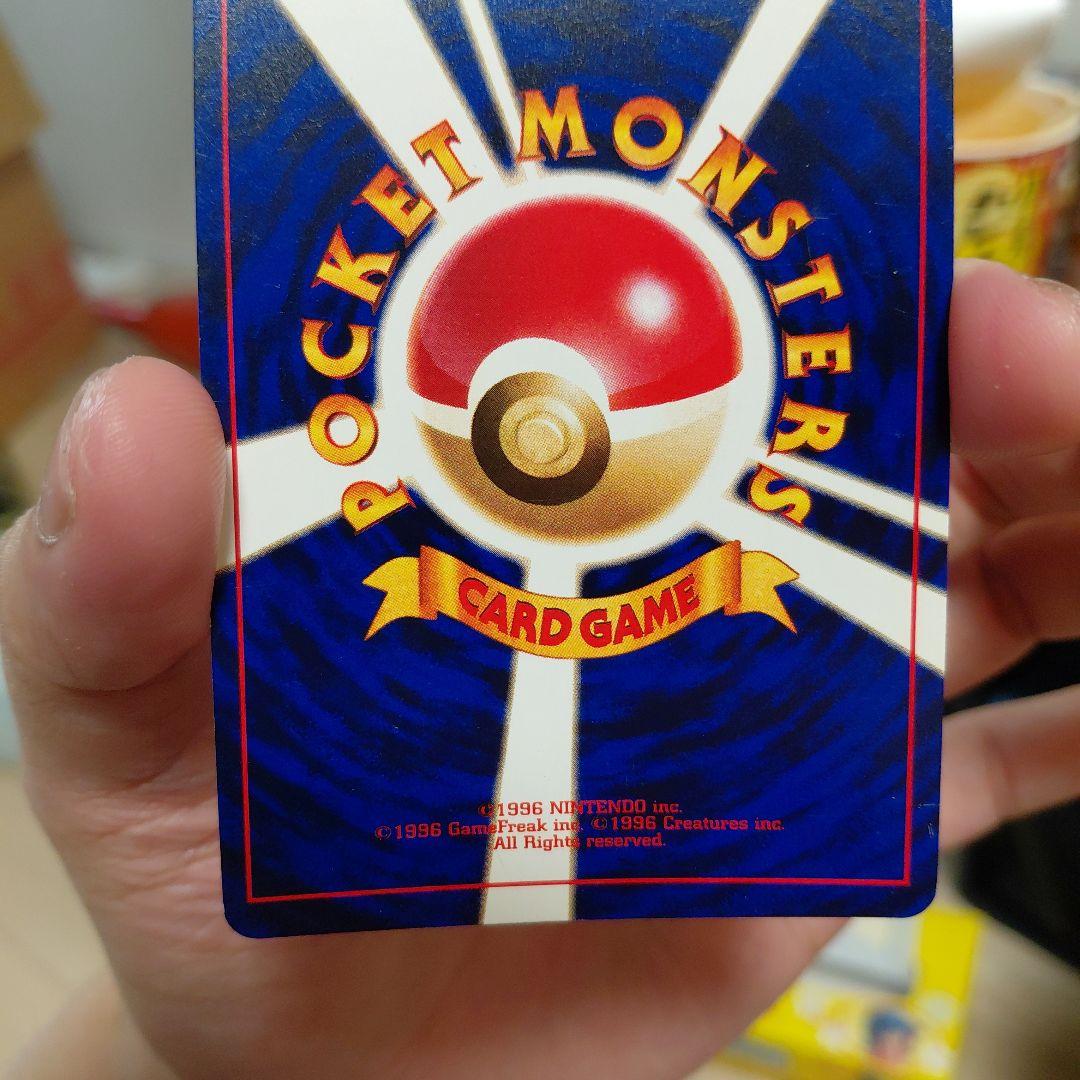 POCKET MONSTERS
CARD GAME
©1996 NINTENDO inc.
©1996 GameFreak inc. ©1996 Creatures inc.
All Rights reserved.